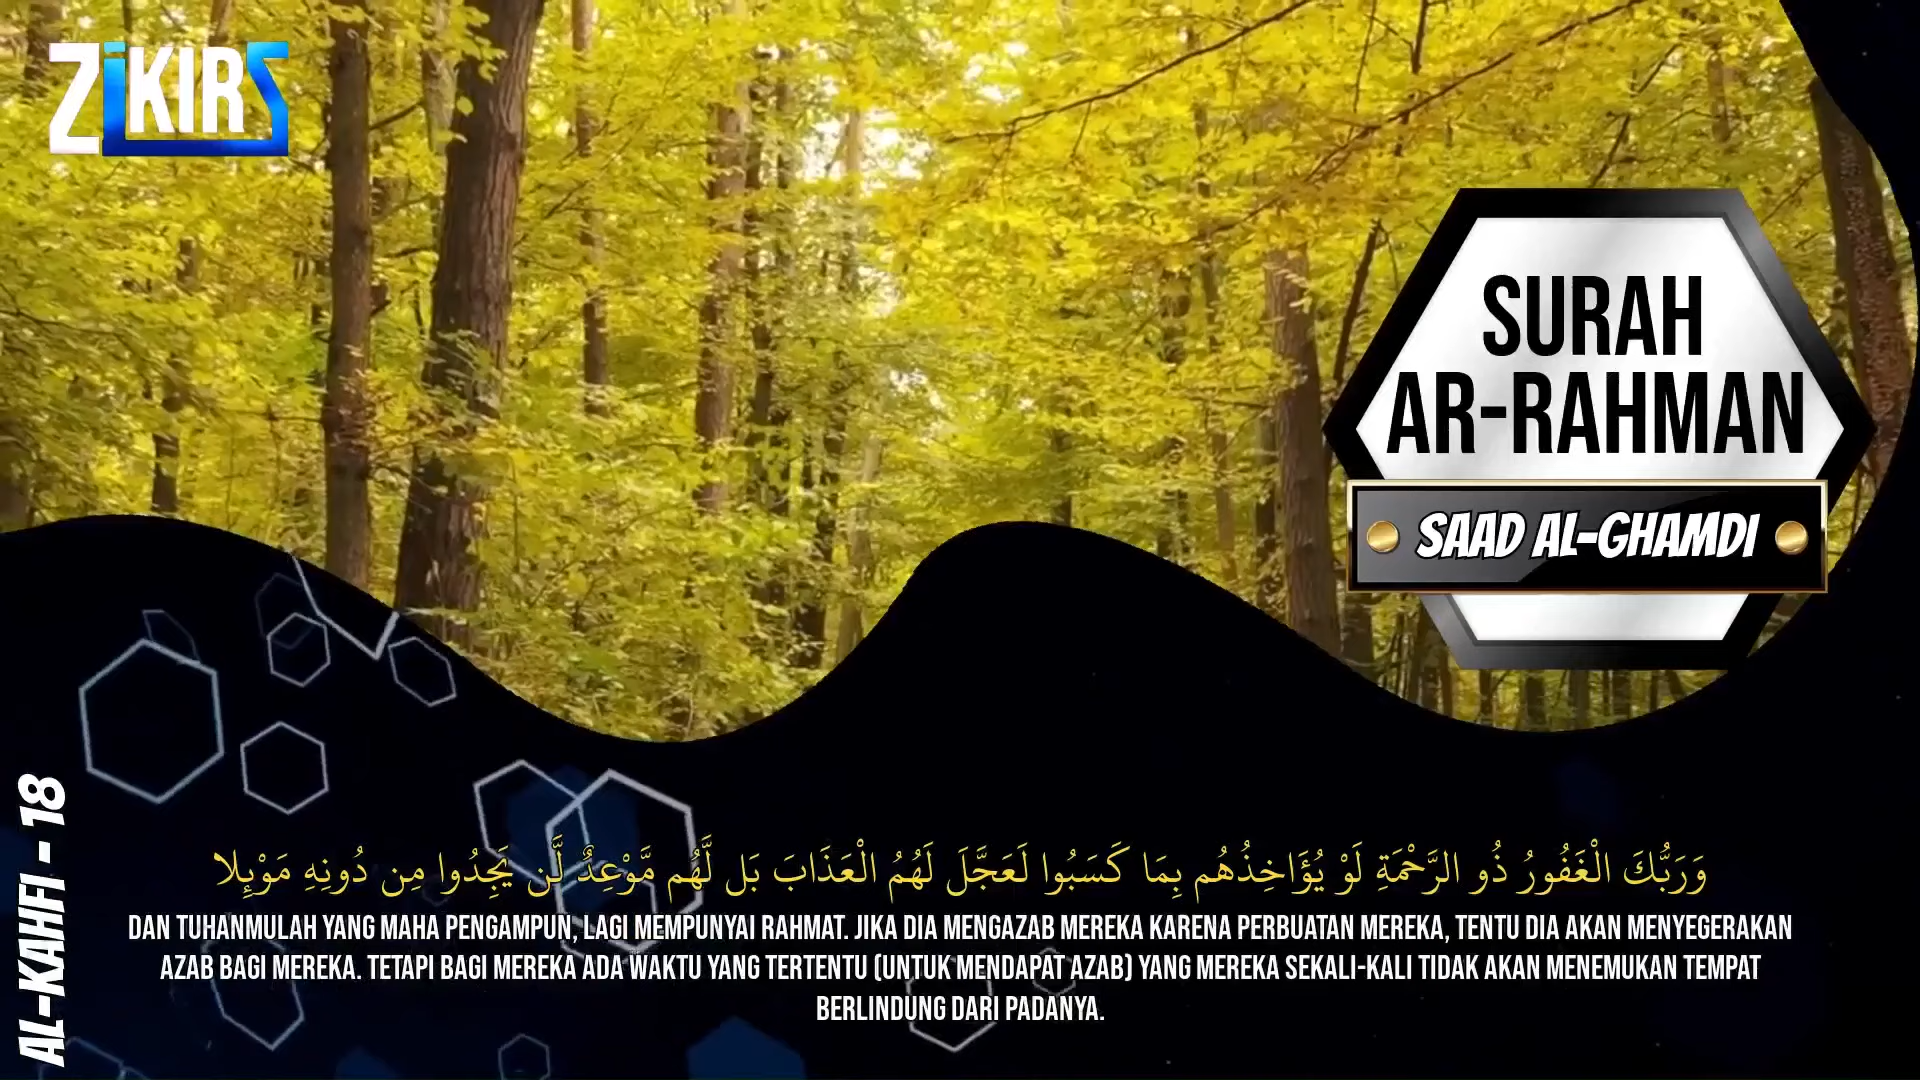 ZIKIRS
SURAH
AR-RAHMAN
SAAD AL-GHAMDI
AL-KAHFI - 18
وَرَبُّكَ الْغَفُورُ ذُو الرَّحْمَةِ لَوْ يُؤَاخِذُهُم بِمَا كَسَبُوا لَعَجَّلَ لَهُمُ الْعَذَابَ بَل لَّهُم مَّوْعِدٌ لَّن يَجِدُوا مِن دُونِهِ مَوْئِلا
DAN TUHANMULAH YANG MAHA PENGAMPUN, LAGI MEMPUNYAI RAHMAT. JIKA DIA MENGAZAB MEREKA KARENA PERBUATAN MEREKA, TENTU DIA AKAN MENYEGERAKAN
AZAB BAGI MEREKA. TETAPI BAGI MEREKA ADA WAKTU YANG TERTENTU (UNTUK MENDAPAT AZAB) YANG MEREKA SEKALI-KALI TIDAK AKAN MENEMUKAN TEMPAT
BERLINDUNG DARI PADANYA.